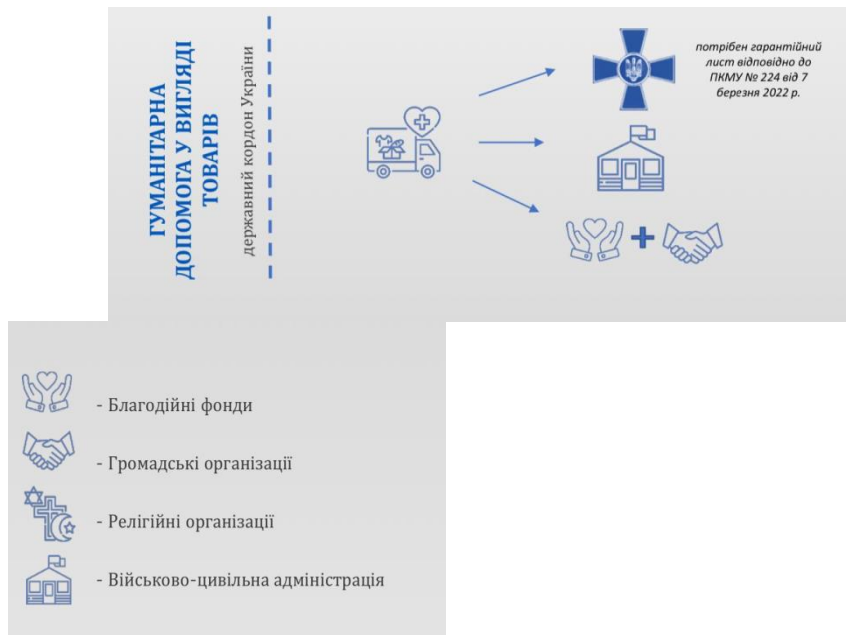 ГУМАНІТАРНА
ДОПОМОГА У ВИГЛЯДІ
ТОВАРІВ
державний кордон України
потрібен гарантійний
лист відповідно до
ПКМУ № 224 від 7
березня 2022 р.
- Благодійні фонди
- Громадські організації
- Релігійні організації
- Військово-цивільна адміністрація